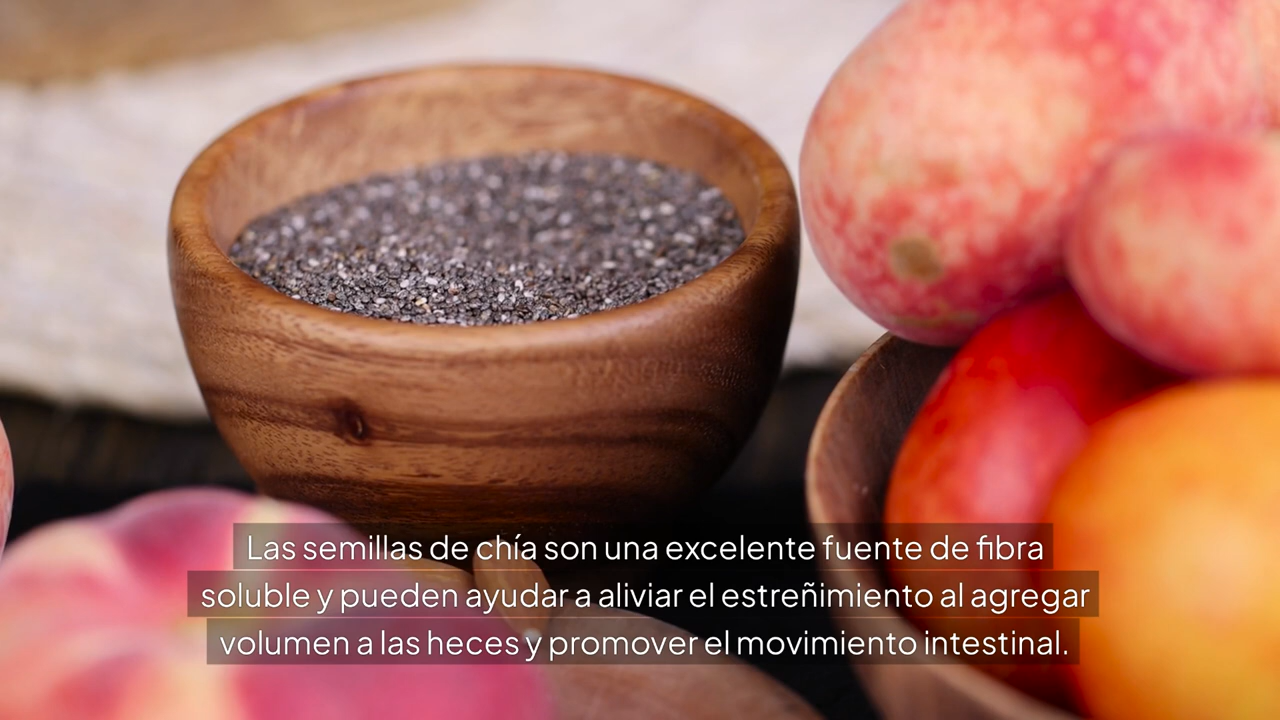 Las semillas de chía son una excelente fuente de fibra
soluble y pueden ayudar a aliviar el estreñimiento al agregar
volumen a las heces y promover el movimiento intestinal.